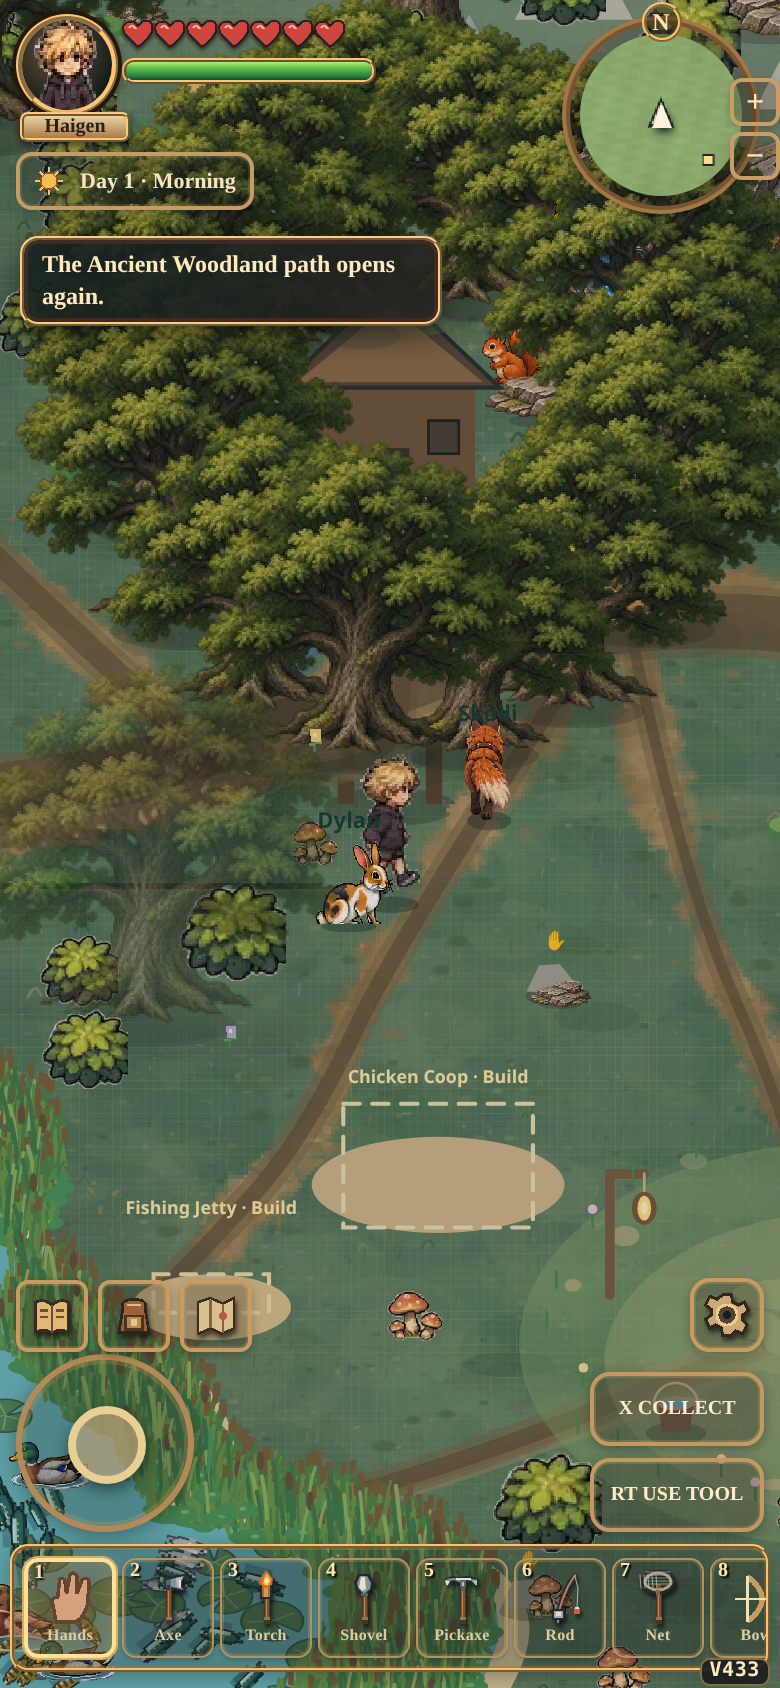 N
+
Haigen
−
Day 1 · Morning
The Ancient Woodland path opens
again.
Dylan
Chicken Coop · Build
Fishing Jetty · Build
X COLLECT
RT USE TOOL
1
Hands
2
Axe
3
Torch
4
Shovel
5
Pickaxe
6
Rod
7
Net
8
Bow
V433